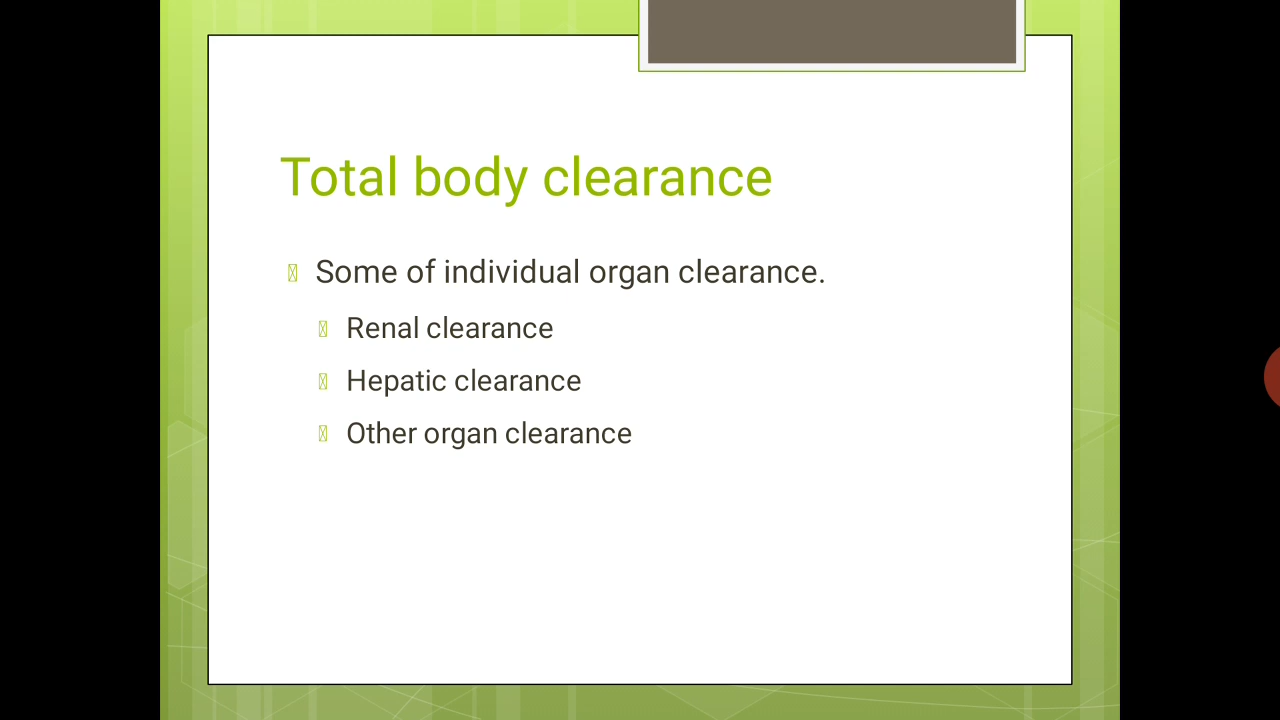 Total body clearance
Some of individual organ clearance.
Renal clearance
Hepatic clearance
Other organ clearance